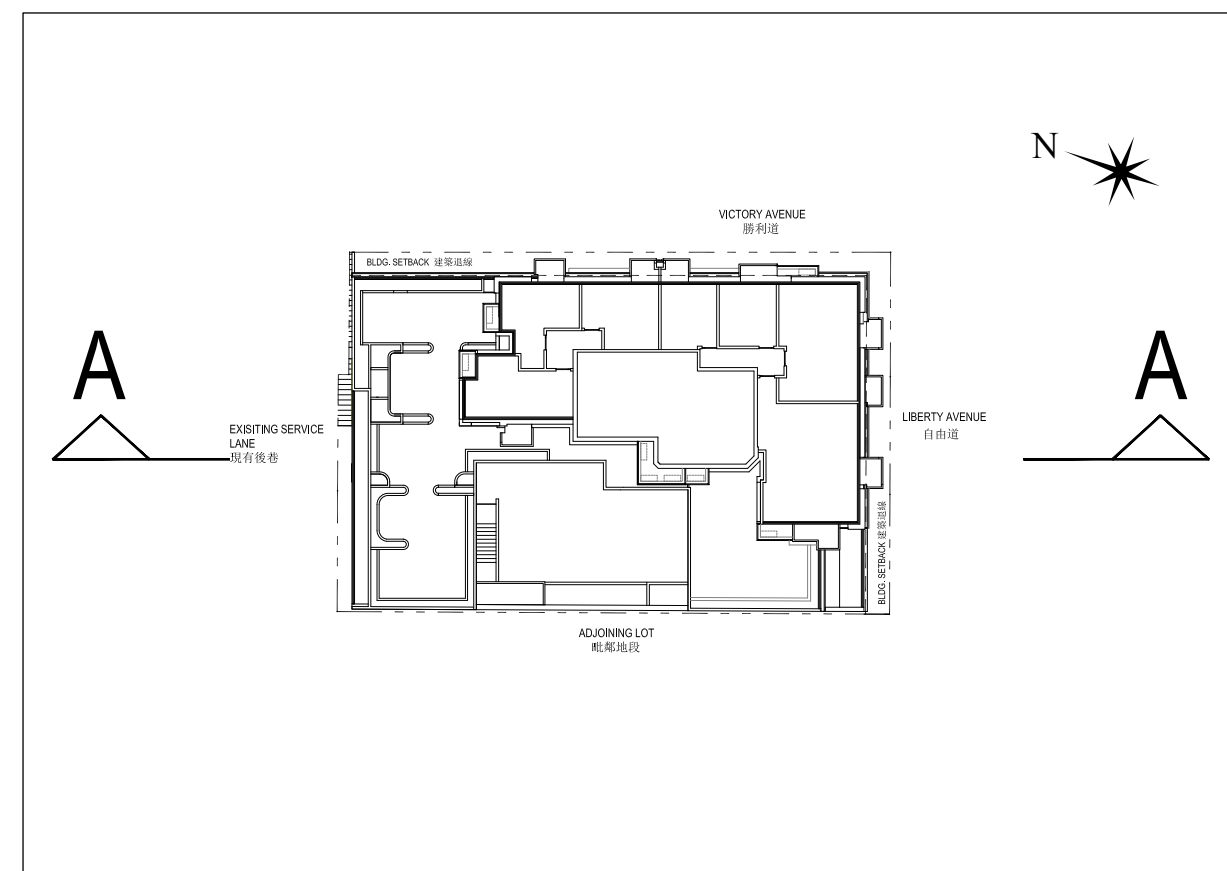 N
VICTORY AVENUE
勝利道
BLDG. SETBACK 建築退線
A
A
EXISITING SERVICE
LANE
現有後巷
LIBERTY AVENUE
自由道
BLDG. SETBACK 建築退線
ADJOINING LOT
毗鄰地段